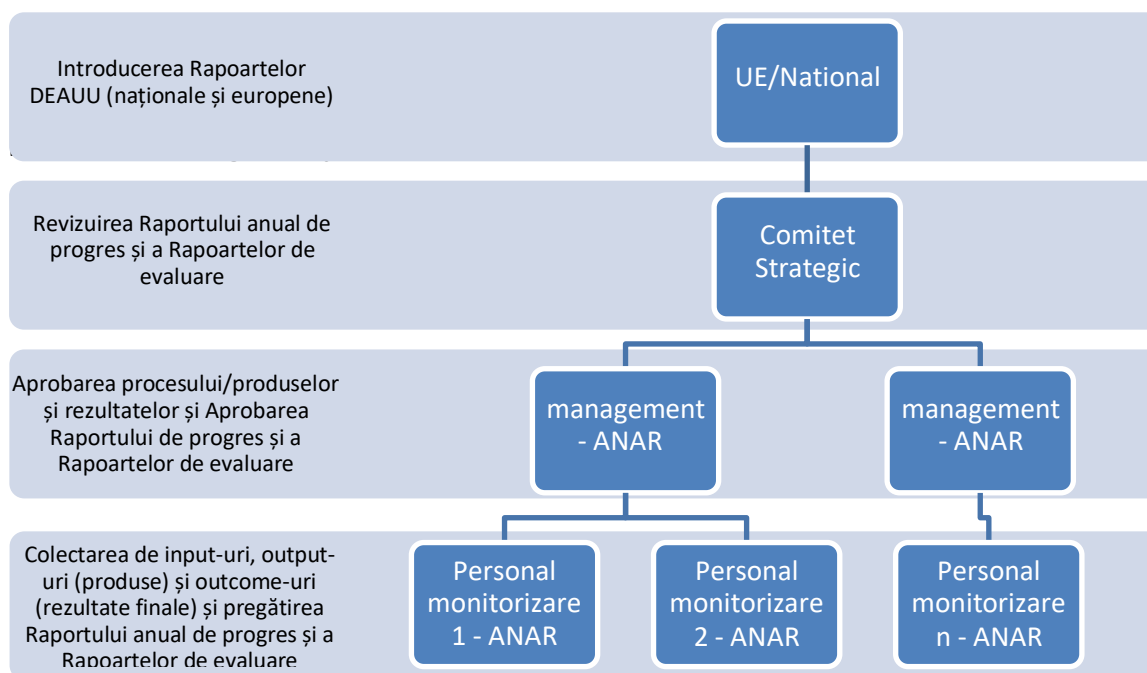 Introducerea Rapoartelor
DEAUU (naționale și europene)
UE/National
Revizuirea Raportului anual de
progres și a Rapoartelor de
evaluare
Comitet
Strategic
Aprobarea procesului/produselor
și rezultatelor și Aprobarea
Raportului de progres și a
Rapoartelor de evaluare
management
- ANAR
management
- ANAR
Colectarea de input-uri, output-
uri (produse) și outcome-uri
(rezultate finale) și pregătirea
Raportului anual de progres și a
Rapoartelor de evaluare
Personal
monitorizare
1 - ANAR
Personal
monitorizare
2 - ANAR
Personal
monitorizare
n - ANAR